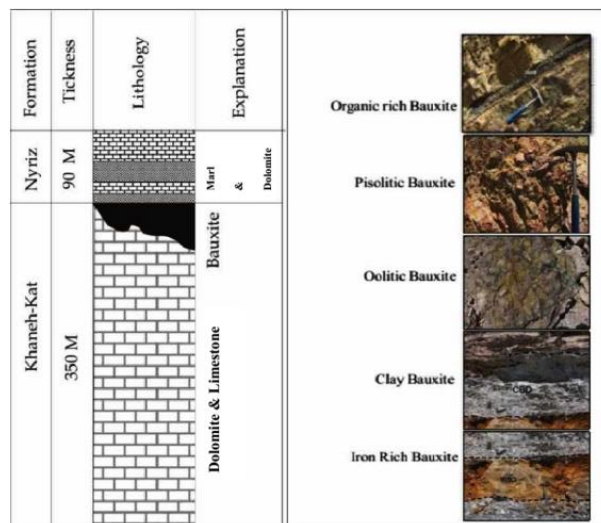 Formation
Tickness
Lithology
Explanation
Nyriz
90 M
Marl
&
Dolomite
Khaneh-Kat
350 M
Bauxite
Dolomite & Limestone
Organic rich Bauxite
Pisolitic Bauxite
Oolitic Bauxite
Clay Bauxite
Iron Rich Bauxite